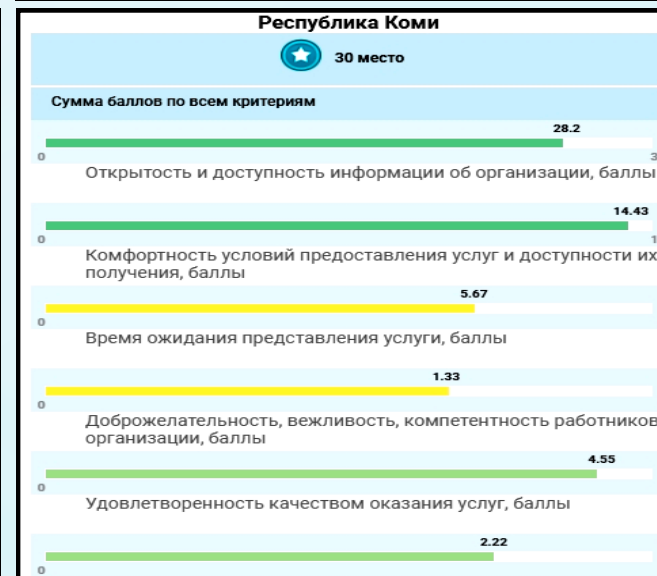 Республика Коми
30 место
Сумма баллов по всем критериям
28.2
0
3
Открытость и доступность информации об организации, баллы
14.43
0
1
Комфортность условий предоставления услуг и доступности их
получения, баллы
5.67
0
Время ожидания представления услуги, баллы
1.33
0
Доброжелательность, вежливость, компетентность работников
организации, баллы
4.55
0
Удовлетворенность качеством оказания услуг, баллы
2.22
0